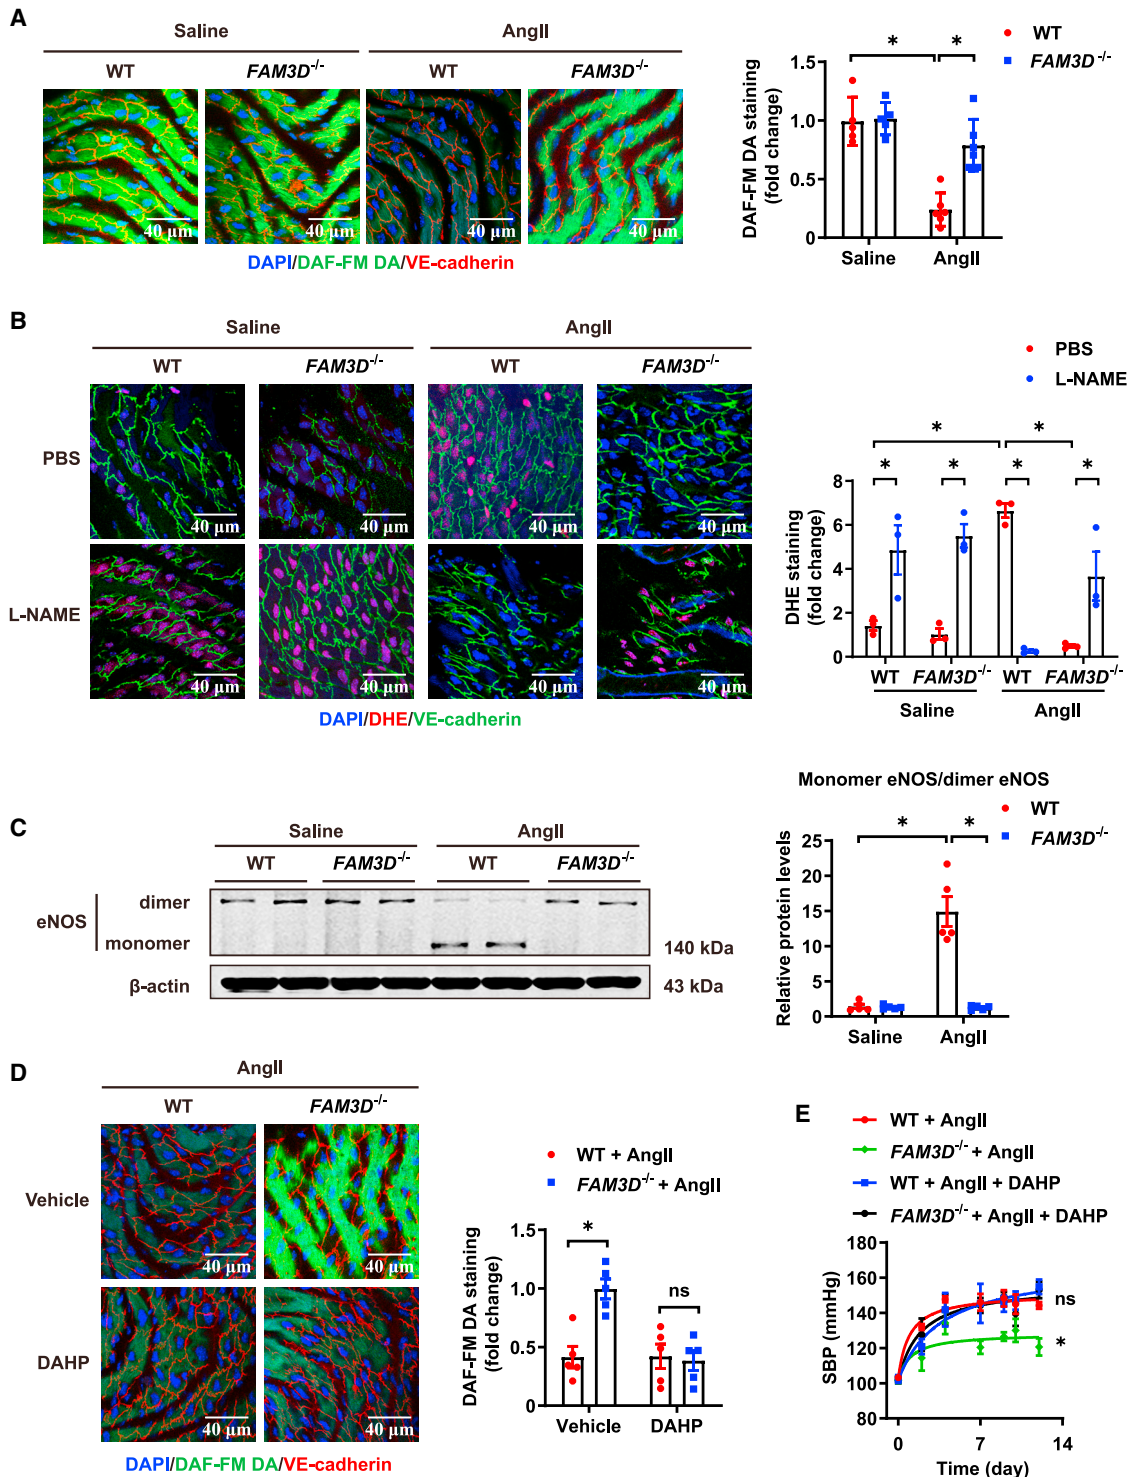 A
Saline
AngII
WT
FAM3D-/-
WT
FAM3D-/-
40 µm
40 µm
40 µm
40 µm
DAPI/DAF-FM DA/VE-cadherin
WT
FAM3D-/-
DAF-FM DA staining
(fold change)
1.5
1.0
0.5
0
* *
Saline
AngII
B
Saline
AngII
WT
FAM3D-/-
WT
FAM3D-/-
PBS
40 µm
40 µm
40 µm
40 µm
L-NAME
40 µm
40 µm
40 µm
40 µm
DAPI/DHE/VE-cadherin
PBS
L-NAME
DHE staining
(fold change)
8
6
4
2
0
* *
* * * *
WT
FAM3D-/-
WT
FAM3D-/-
Saline
AngII
C
Saline
AngII
WT
FAM3D-/-
WT
FAM3D-/-
eNOS
dimer
monomer
140 kDa
β-actin
43 kDa
Monomer eNOS/dimer eNOS
WT
FAM3D-/-
Relative protein levels
25
20
15
10
5
0
* *
Saline
AngII
D
AngII
WT
FAM3D-/-
Vehicle
40 µm
40 µm
DAHP
40 µm
40 µm
DAPI/DAF-FM DA/VE-cadherin
WT + AngII
FAM3D-/- + AngII
DAF-FM DA staining
(fold change)
1.5
1.0
0.5
0
*
ns
Vehicle
DAHP
E
WT + AngII
FAM3D-/- + AngII
WT + AngII + DAHP
FAM3D-/- + AngII + DAHP
SBP (mmHg)
180
160
140
120
100
80
ns
*
0
7
14
Time (day)